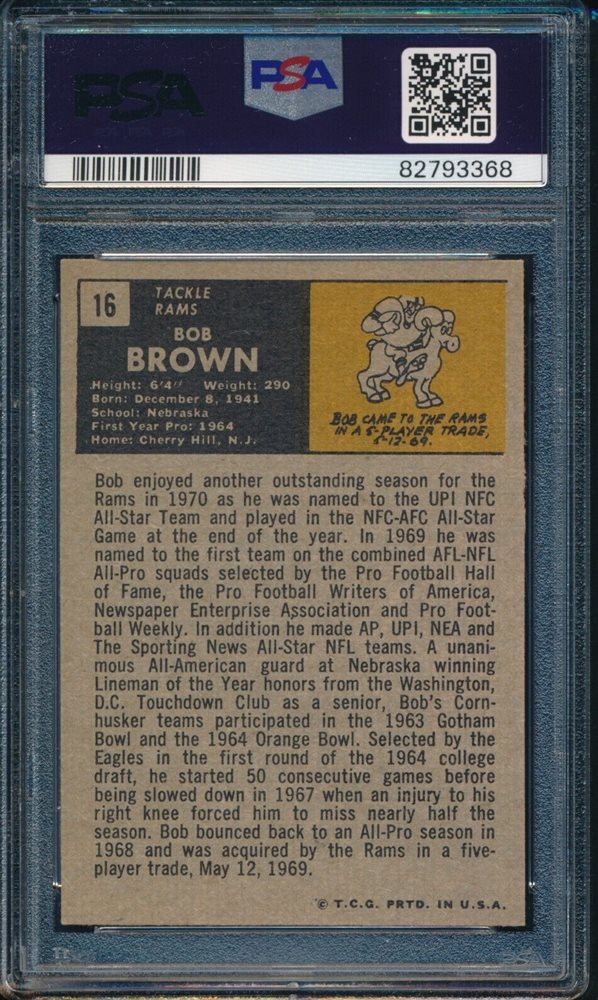 PSA
PSA
82793368
16
TACKLE
RAMS
BOB
BROWN
Height: 6'4" Weight: 290
Born: December 8, 1941
School: Nebraska
First Year Pro: 1964
Home: Cherry Hill, N.J.
BOB CAME TO THE RAMS
IN A 5-PLAYER TRADE,
5-12-69.
Bob enjoyed another outstanding season for the
Rams in 1970 as he was named to the UPI NFC
All-Star Team and played in the NFC-AFC All-Star
Game at the end of the year. In 1969 he was
named to the first team on the combined AFL-NFL
All-Pro squads selected by the Pro Football Hall
of Fame, the Pro Football Writers of America,
Newspaper Enterprise Association and Pro Foot-
ball Weekly. In addition he made AP, UPI, NEA and
The Sporting News All-Star NFL teams. A unani-
mous All-American guard at Nebraska winning
Lineman of the Year honors from the Washington,
D.C. Touchdown Club as a senior, Bob's Corn-
husker teams participated in the 1963 Gotham
Bowl and the 1964 Orange Bowl. Selected by the
Eagles in the first round of the 1964 college
draft, he started 50 consecutive games before
being slowed down in 1967 when an injury to his
right knee forced him to miss nearly half the
season. Bob bounced back to an All-Pro season in
1968 and was acquired by the Rams in a five-
player trade, May 12, 1969.
© T.C.G. PRTD. IN U.S.A.
PSA